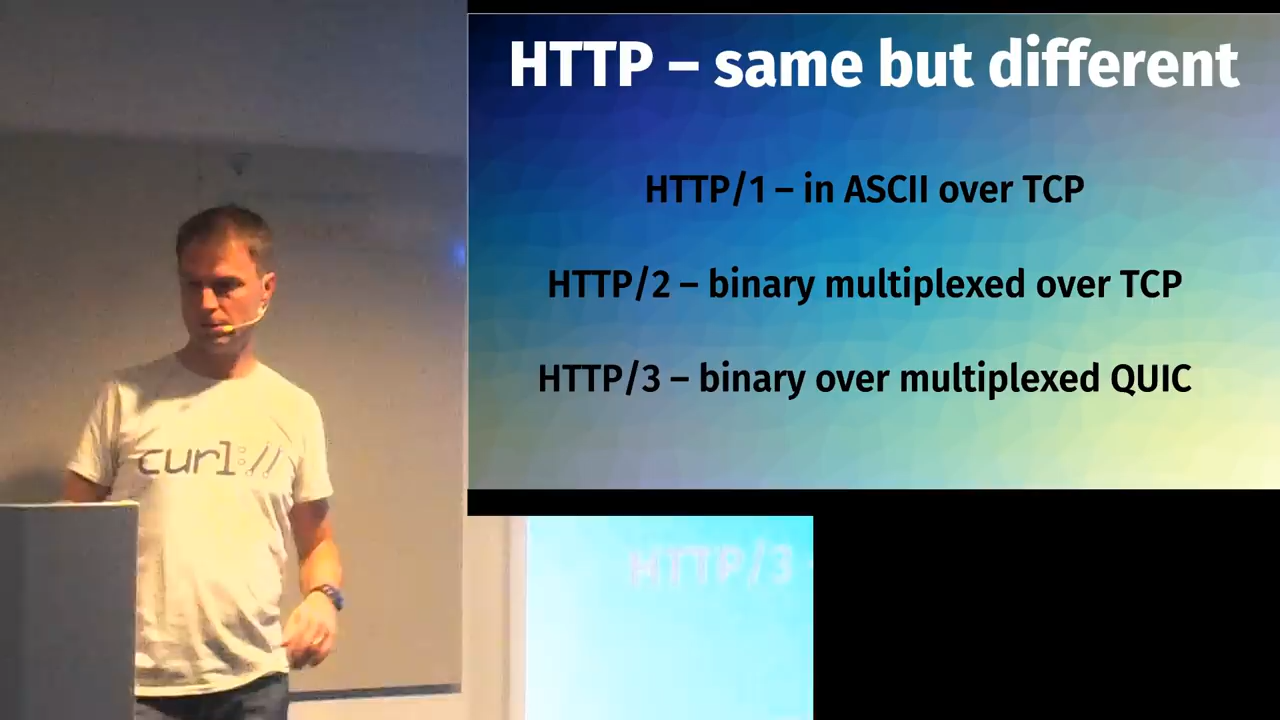 HTTP – same but different
HTTP/1 – in ASCII over TCP
HTTP/2 – binary multiplexed over TCP
HTTP/3 – binary over multiplexed QUIC
curl://
HTTP/3